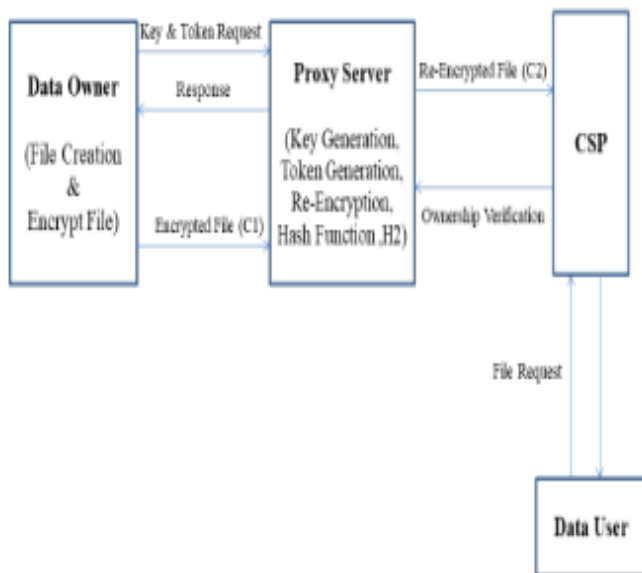 Key & Token Request
Data Owner
(File Creation
&
Encrypt File)
Response
Encrypted File (C1)
Proxy Server
(Key Generation,
Token Generation,
Re-Encryption,
Hash Function ,H2)
Re-Encrypted File (C2)
Ownership Verification
CSP
File Request
Data User